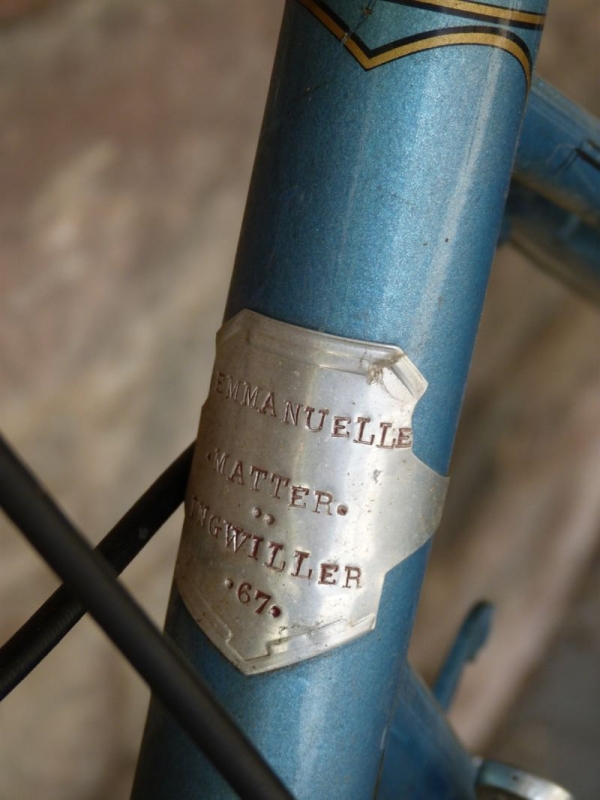 EMMANUELLE
.MATTER.
..
INGWILLER
.67.